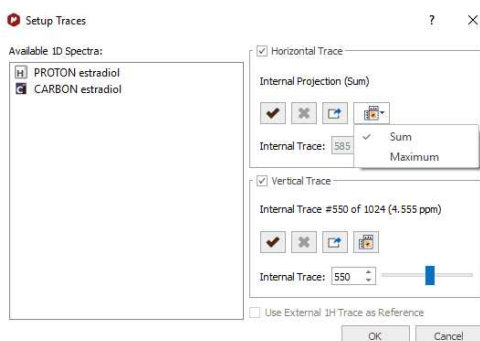 Setup Traces
?
Available 1D Spectra:
H PROTON estradiol
C CARBON estradiol
Horizontal Trace
Internal Projection (Sum)
Internal Trace: 585
Sum
Maximum
Vertical Trace
Internal Trace #550 of 1024 (4.555 ppm)
Internal Trace: 550
Use External 1H Trace as Reference
OK Cancel